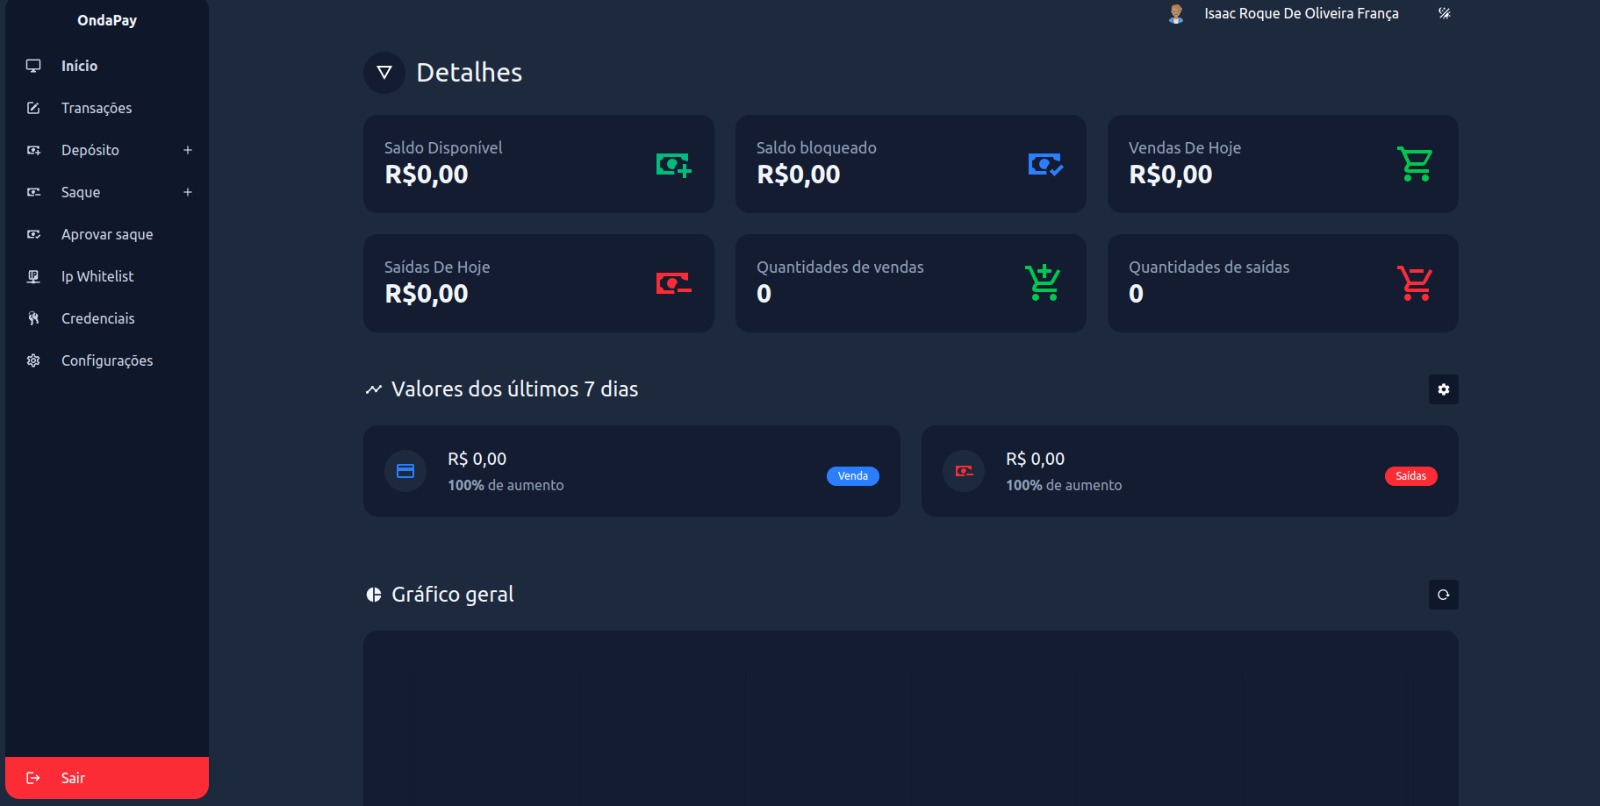 OndaPay
Isaac Roque De Oliveira França
Início
Transações
Depósito +
Saque +
Aprovar saque
Ip Whitelist
Credenciais
Configurações
Sair
Detalhes
Saldo Disponível
R$0,00
Saldo bloqueado
R$0,00
Vendas De Hoje
R$0,00
Saídas De Hoje
R$0,00
Quantidades de vendas
0
Quantidades de saídas
0
Valores dos últimos 7 dias
R$ 0,00
100% de aumento
Venda
R$ 0,00
100% de aumento
Saídas
Gráfico geral